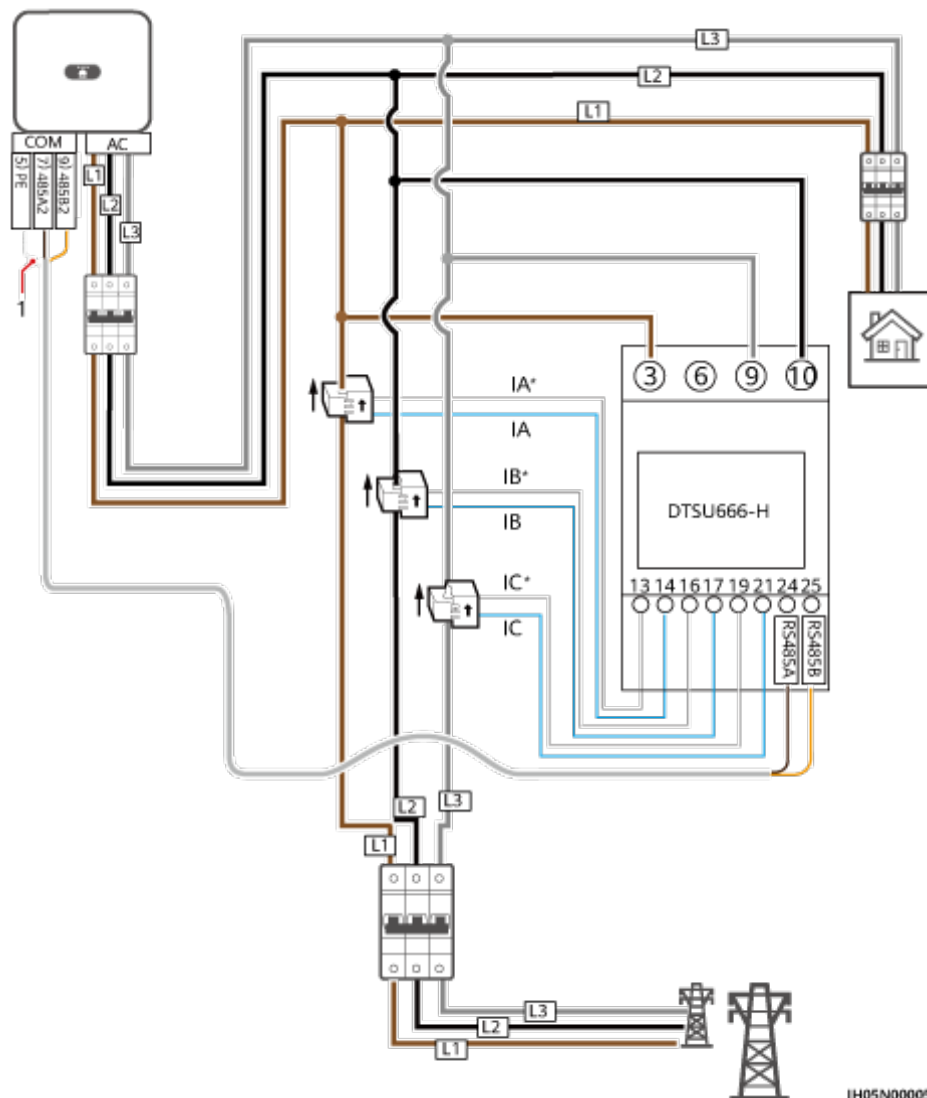 L3
L2
L1
COM
AC
5) PE
7) 485A2
9) 485B2
L1
L2
L3
1
3
6
9
10
IA*
IA
IB*
IB
IC*
IC
DTSU666-H
13 14 16 17 19 21 24 25
RS485A
RS485B
L2
L3
L1
L3
L2
L1